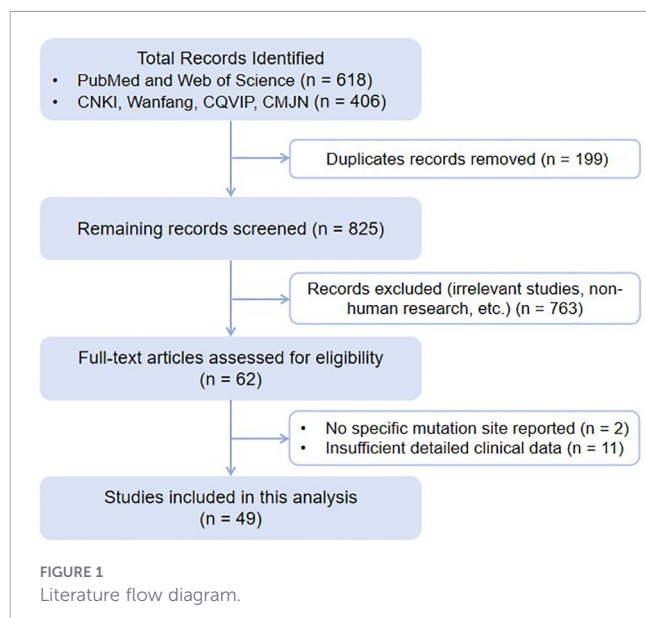 Total Records Identified
• PubMed and Web of Science (n = 618)
• CNKI, Wanfang, CQVIP, CMJN (n = 406)
Duplicates records removed (n = 199)
Remaining records screened (n = 825)
Records excluded (irrelevant studies, non-
human research, etc.) (n = 763)
Full-text articles assessed for eligibility
(n = 62)
• No specific mutation site reported (n = 2)
• Insufficient detailed clinical data (n = 11)
Studies included in this analysis
(n = 49)
FIGURE 1
Literature flow diagram.